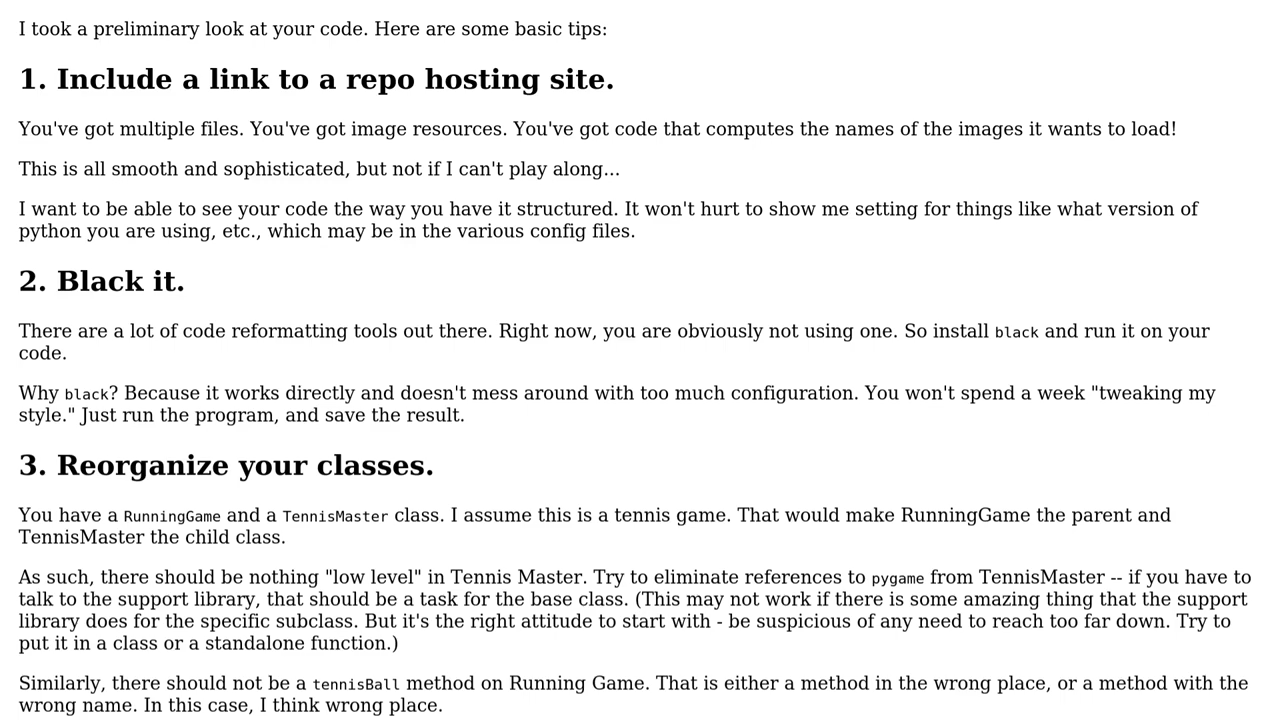 I took a preliminary look at your code. Here are some basic tips:
1. Include a link to a repo hosting site.
You've got multiple files. You've got image resources. You've got code that computes the names of the images it wants to load!
This is all smooth and sophisticated, but not if I can't play along...
I want to be able to see your code the way you have it structured. It won't hurt to show me setting for things like what version of
python you are using, etc., which may be in the various config files.
2. Black it.
There are a lot of code reformatting tools out there. Right now, you are obviously not using one. So install black and run it on your
code.
Why black? Because it works directly and doesn't mess around with too much configuration. You won't spend a week "tweaking my
style." Just run the program, and save the result.
3. Reorganize your classes.
You have a RunningGame and a TennisMaster class. I assume this is a tennis game. That would make RunningGame the parent and
TennisMaster the child class.
As such, there should be nothing "low level" in Tennis Master. Try to eliminate references to pygame from TennisMaster -- if you have to
talk to the support library, that should be a task for the base class. (This may not work if there is some amazing thing that the support
library does for the specific subclass. But it's the right attitude to start with - be suspicious of any need to reach too far down. Try to
put it in a class or a standalone function.)
Similarly, there should not be a tennisBall method on Running Game. That is either a method in the wrong place, or a method with the
wrong name. In this case, I think wrong place.